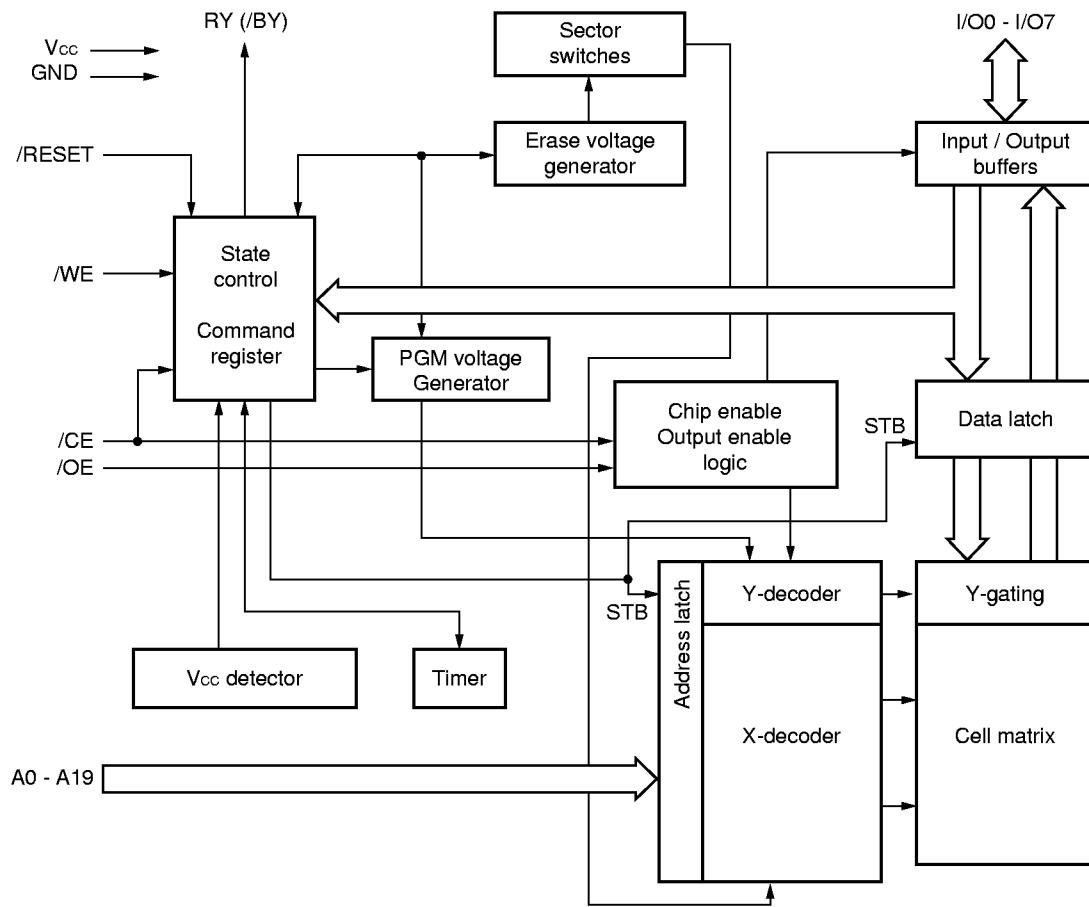 RY (/BY)
Sector
switches
I/O0 - I/O7
Vcc
GND
/RESET
Erase voltage
generator
Input / Output
buffers
State
control
/WE
Command
register
PGM voltage
Generator
Chip enable
Output enable
logic
STB
Data latch
/CE
/OE
STB
Address latch
Y-decoder
Y-gating
Vcc detector
Timer
X-decoder
Cell matrix
A0 - A19